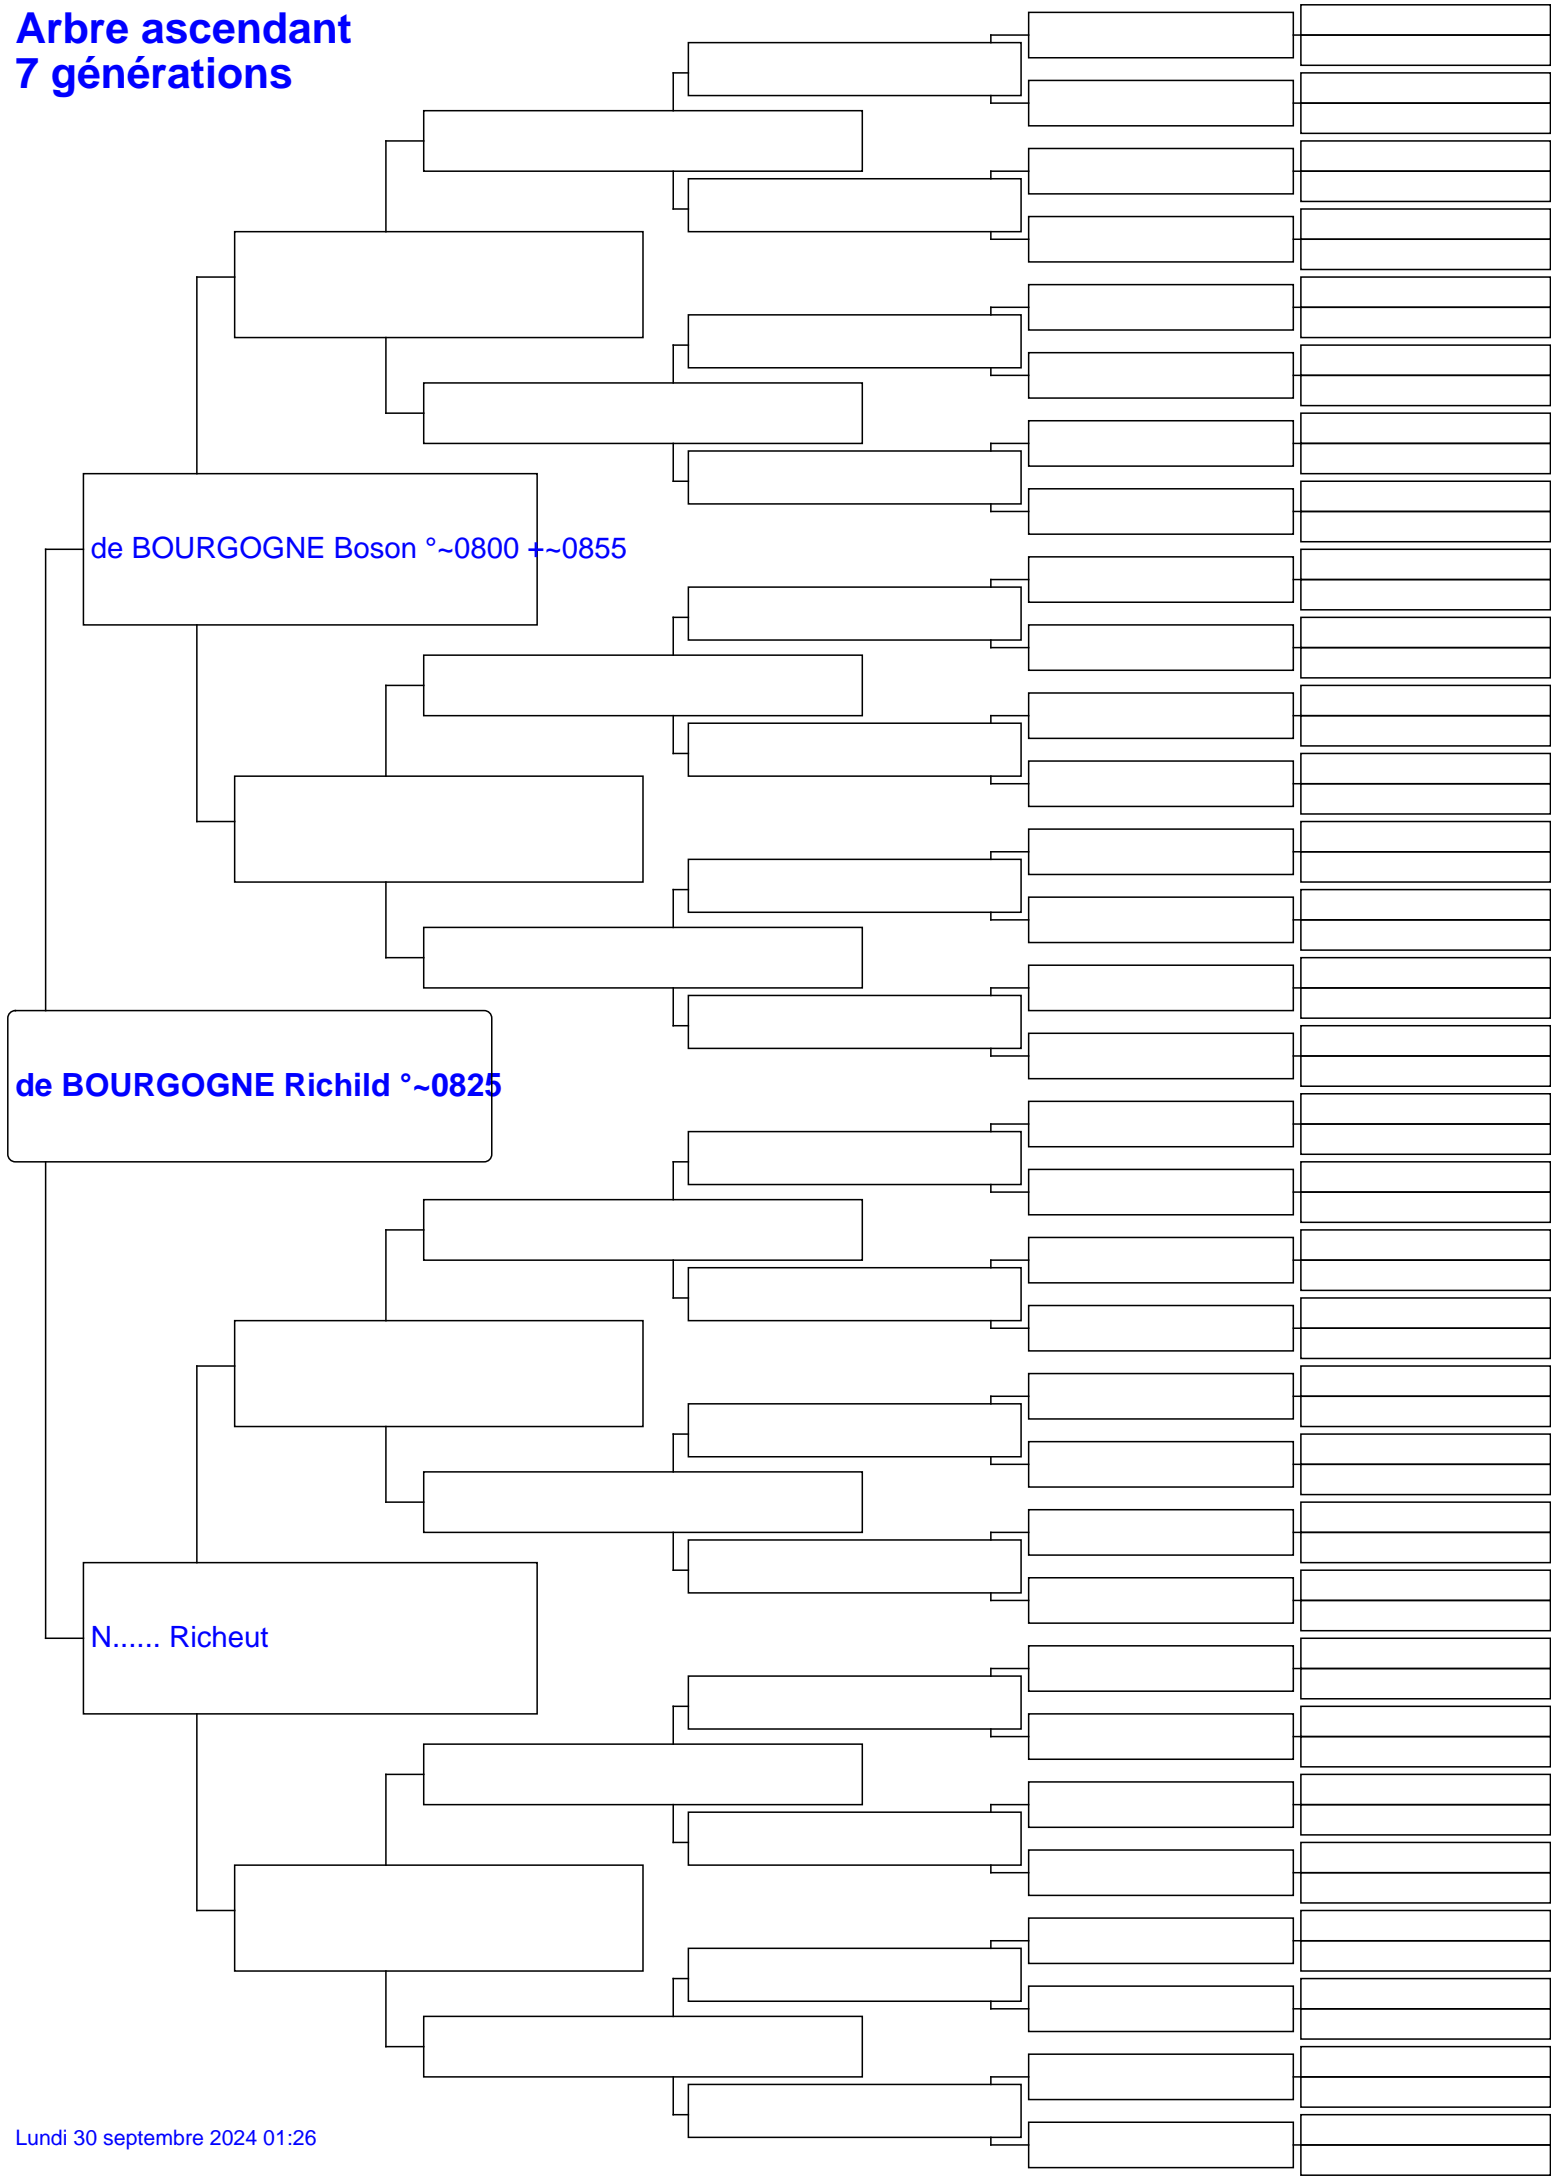 Arbre ascendant
7 générations
de BOURGOGNE Boson °~0800 +~0855
de BOURGOGNE Richild °~0825
N...... Richeut
Lundi 30 septembre 2024 01:26